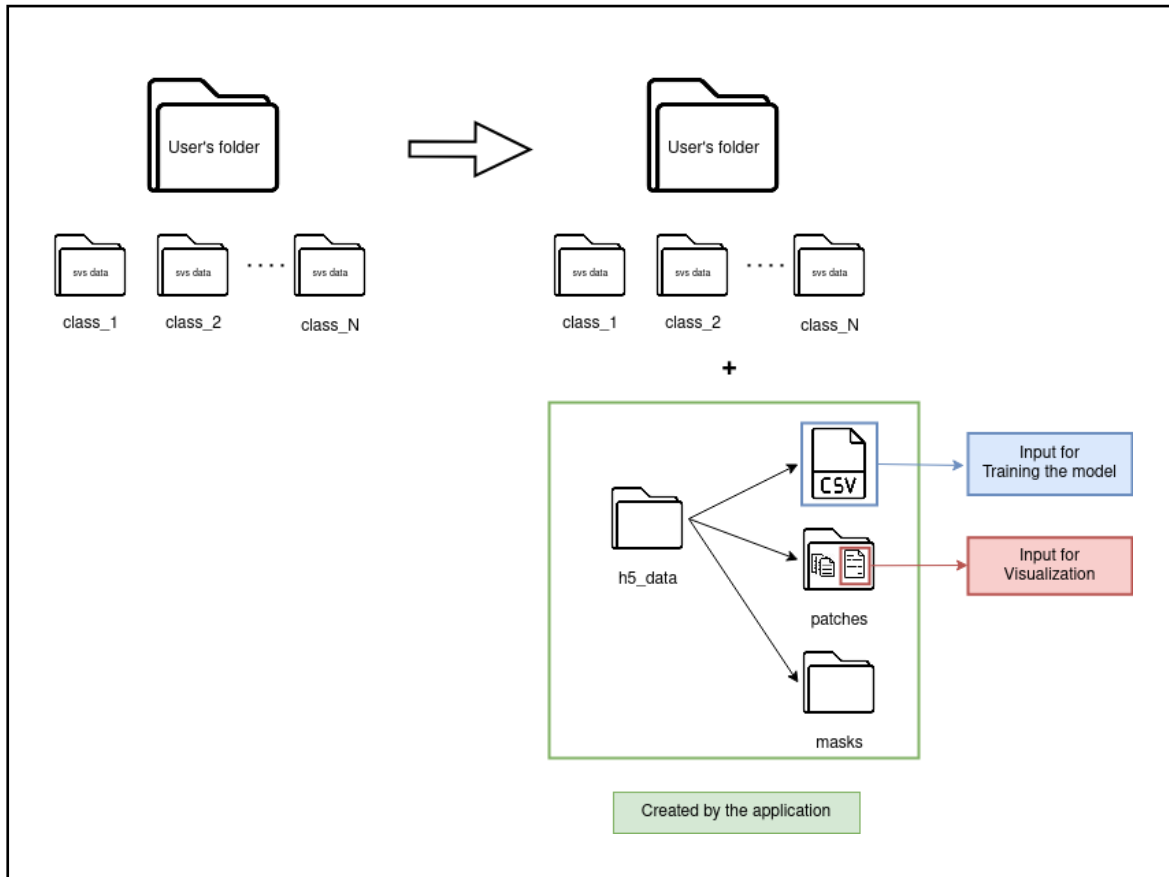 User's folder
User's folder
svs data
svs data
....
svs data
class_1
class_2
class_N
svs data
svs data
....
svs data
class_1
class_2
class_N
+
CSV
Input for
Training the model
h5_data
patches
Input for
Visualization
masks
Created by the application